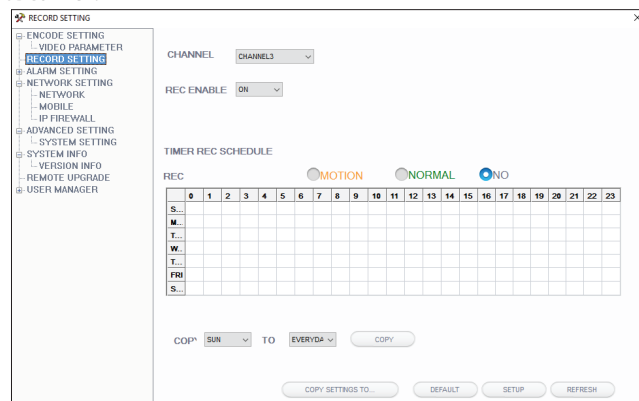 RECORD SETTING
ENCODE SETTING
VIDEO PARAMETER
RECORD SETTING
ALARM SETTING
NETWORK SETTING
NETWORK
MOBILE
IP FIREWALL
ADVANCED SETTING
SYSTEM SETTING
SYSTEM INFO
VERSION INFO
REMOTE UPGRADE
USER MANAGER
CHANNEL CHANNEL3
REC ENABLE ON
TIMER REC SCHEDULE
REC MOTION NORMAL NO
0 1 2 3 4 5 6 7 8 9 10 11 12 13 14 15 16 17 18 19 20 21 22 23
S...
M...
T...
W...
T...
FRI
S...
COPY SUN TO EVERYDA COPY
COPY SETTINGS TO... DEFAULT SETUP REFRESH